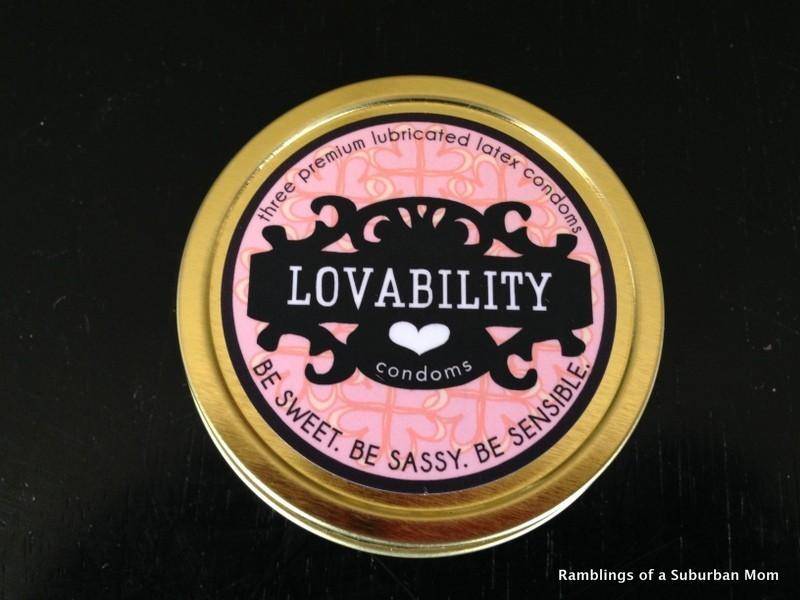 three premium lubricated latex condoms
LOVABILITY
condoms
BE SWEET. BE SASSY. BE SENSIBLE.
Ramblings of a Suburban Mom